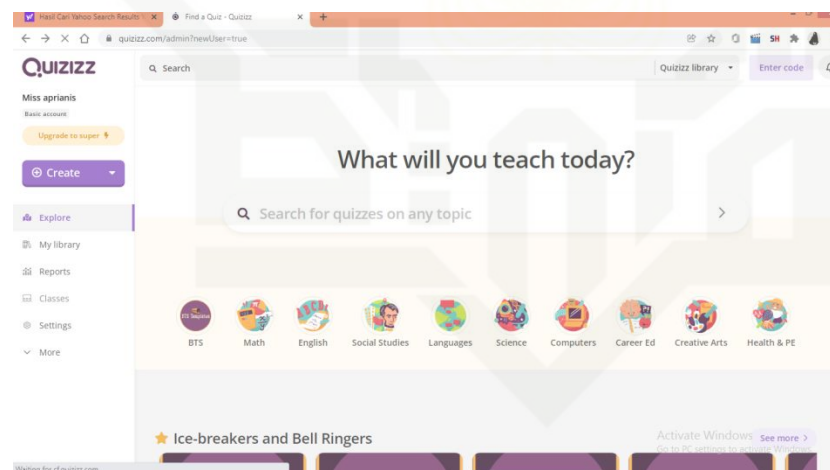 Hasil Cari Yahoo Search Results
Find a Quiz - Quizizz
quizizz.com/admin?newUser=true
SH
QUIZIZZ
Search
Quizizz library
Enter code
Miss aprianis
Basic account
Upgrade to super
Create
What will you teach today?
Search for quizzes on any topic
Explore
My library
Reports
Classes
Settings
More
BTS
Math
English
Social Studies
Languages
Science
Computers
Career Ed
Creative Arts
Health & PE
Ice-breakers and Bell Ringers
See more
Activate Windows
Go to PC settings to activate Windows.